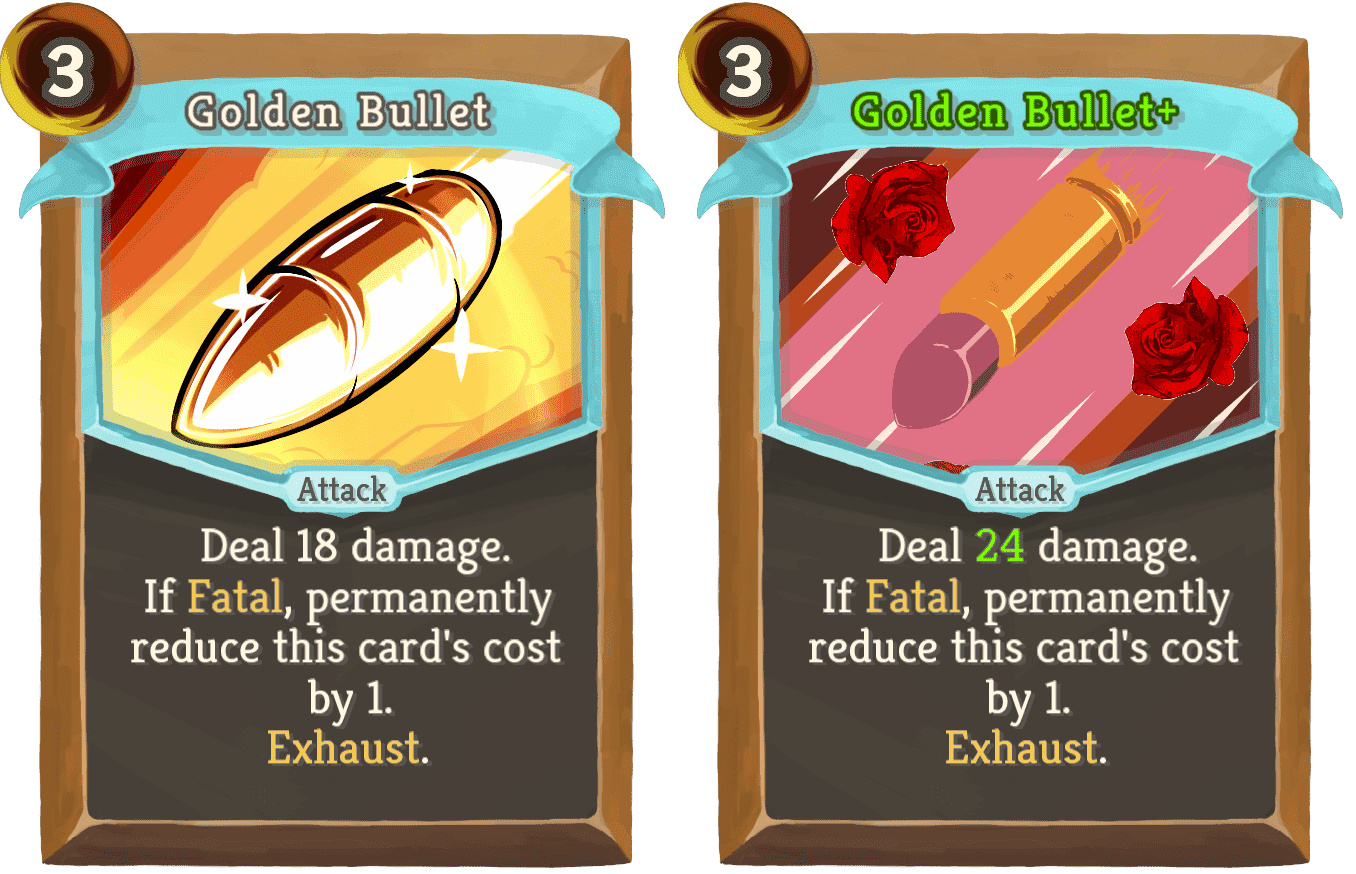 3
Golden Bullet
Attack
Deal 18 damage.
If Fatal, permanently
reduce this card's cost
by 1.
Exhaust.
3
Golden Bullet+
Attack
Deal 24 damage.
If Fatal, permanently
reduce this card's cost
by 1.
Exhaust.